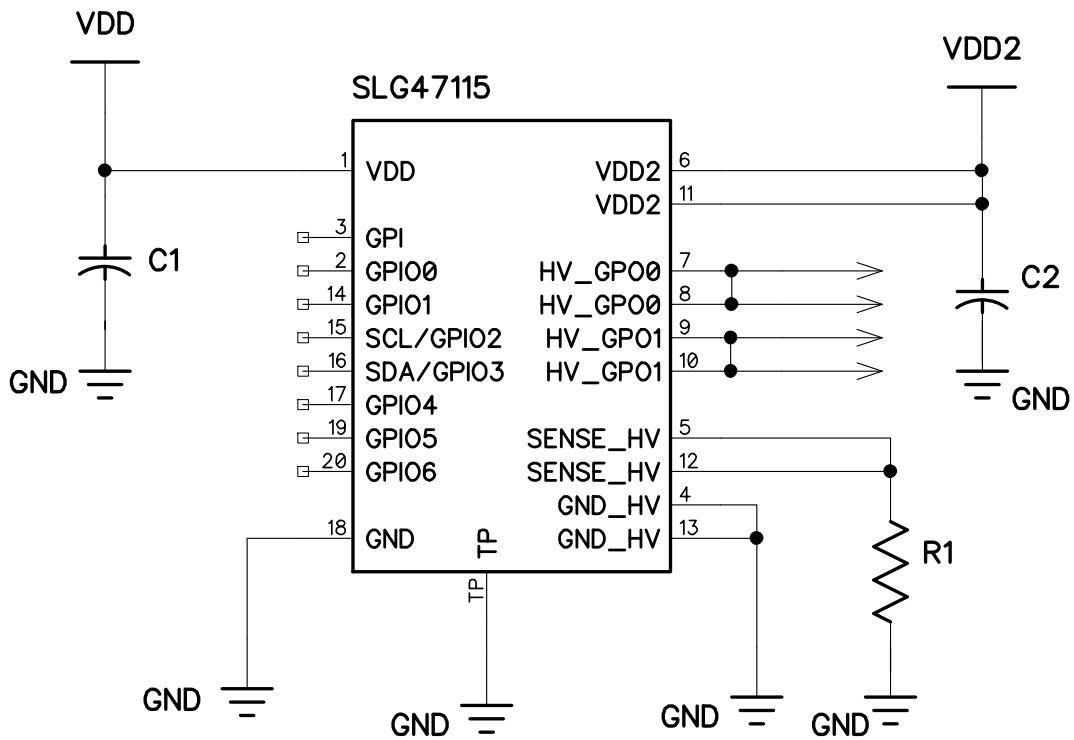 VDD
VDD2
SLG47115
1 VDD VDD2 6
VDD2 11
3 GPI
2 GPIO0 HV_GPO0 7
14 GPIO1 HV_GPO0 8
15 SCL/GPIO2 HV_GPO1 9
16 SDA/GPIO3 HV_GPO1 10
17 GPIO4
19 GPIO5 SENSE_HV 5
20 GPIO6 SENSE_HV 12
GND_HV 4
18 GND GND_HV 13
TP
TP
C1
GND
C2
GND
R1
GND
GND
GND
GND